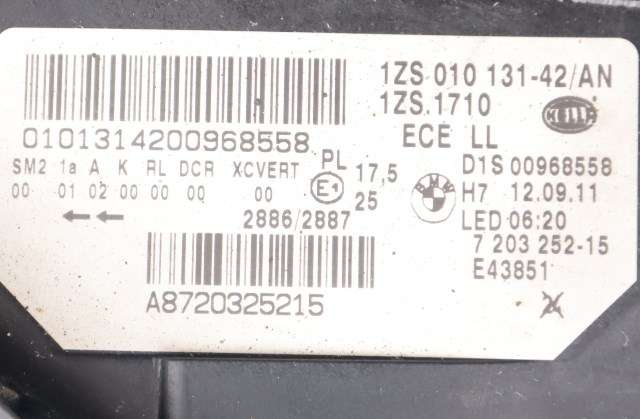 1ZS 010 131-42/AN
1ZS.1710
HELLA
0101314200968558
ECE LL
SM2 1a A K RL DCR XCVERT PL 17,5
00 01 02 00 00 00 00 E1 25
2886/2887
BMW
D1S 00968558
H7 12.09.11
LED 06:20
7 203 252-15
E43851
A8720325215